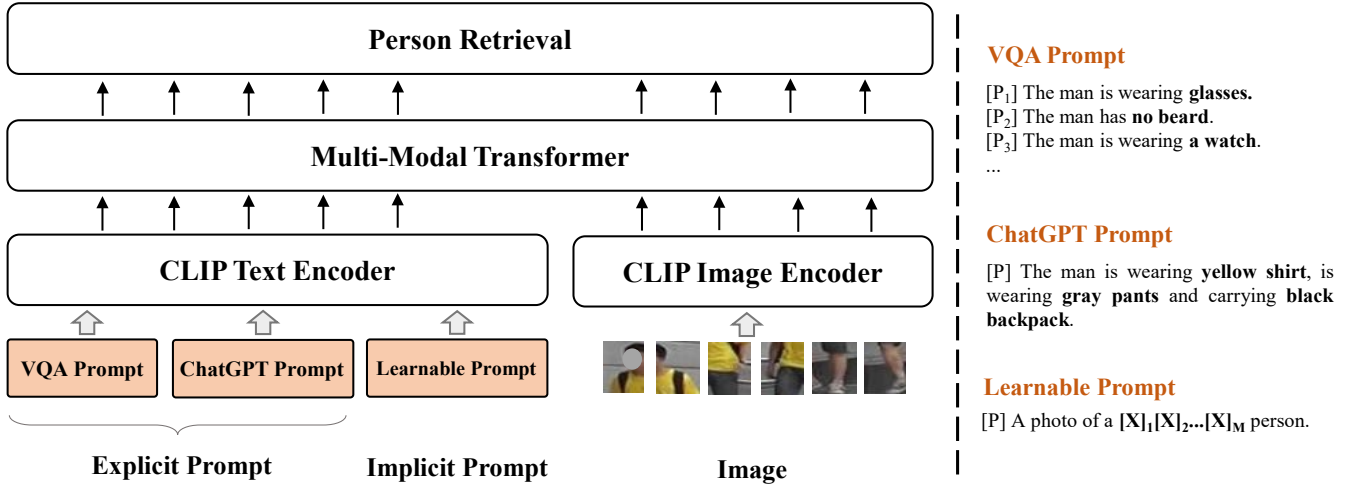 Person Retrieval
Multi-Modal Transformer
CLIP Text Encoder
CLIP Image Encoder
VQA Prompt
ChatGPT Prompt
Learnable Prompt
Explicit Prompt
Implicit Prompt
Image
VQA Prompt
[P₁] The man is wearing glasses.
[P₂] The man has no beard.
[P₃] The man is wearing a watch.
...
ChatGPT Prompt
[P] The man is wearing yellow shirt, is
wearing gray pants and carrying black
backpack.
Learnable Prompt
[P] A photo of a [X]₁[X]₂...[X]_M person.